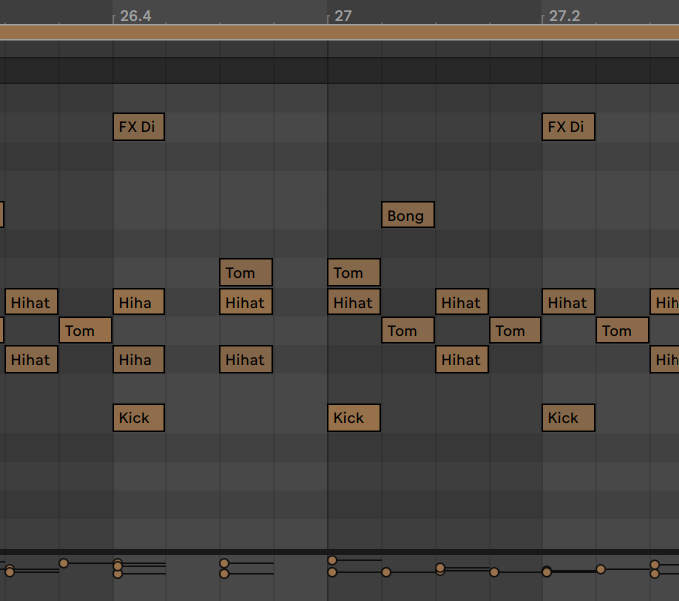 26.4 27 27.2
FX Di FX Di
Bong
Tom Tom
Hihat Hiha Hihat Hihat Hihat Hihat Hih
Tom Tom Tom Tom
Hihat Hiha Hihat Hihat Hih
Kick Kick Kick